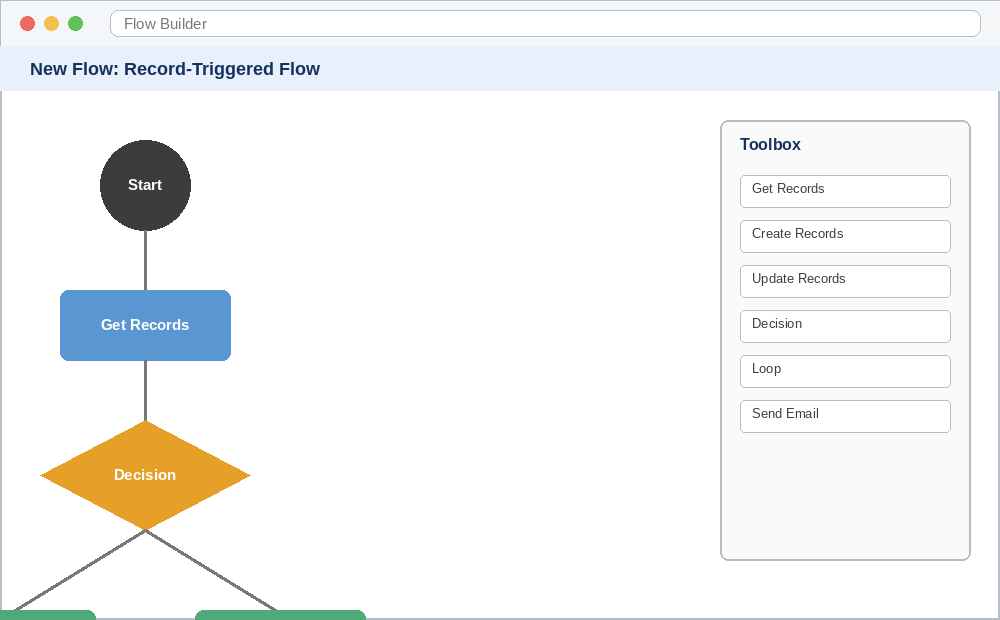 Flow Builder
New Flow: Record-Triggered Flow
Start
Get Records
Decision
Toolbox
Get Records
Create Records
Update Records
Decision
Loop
Send Email